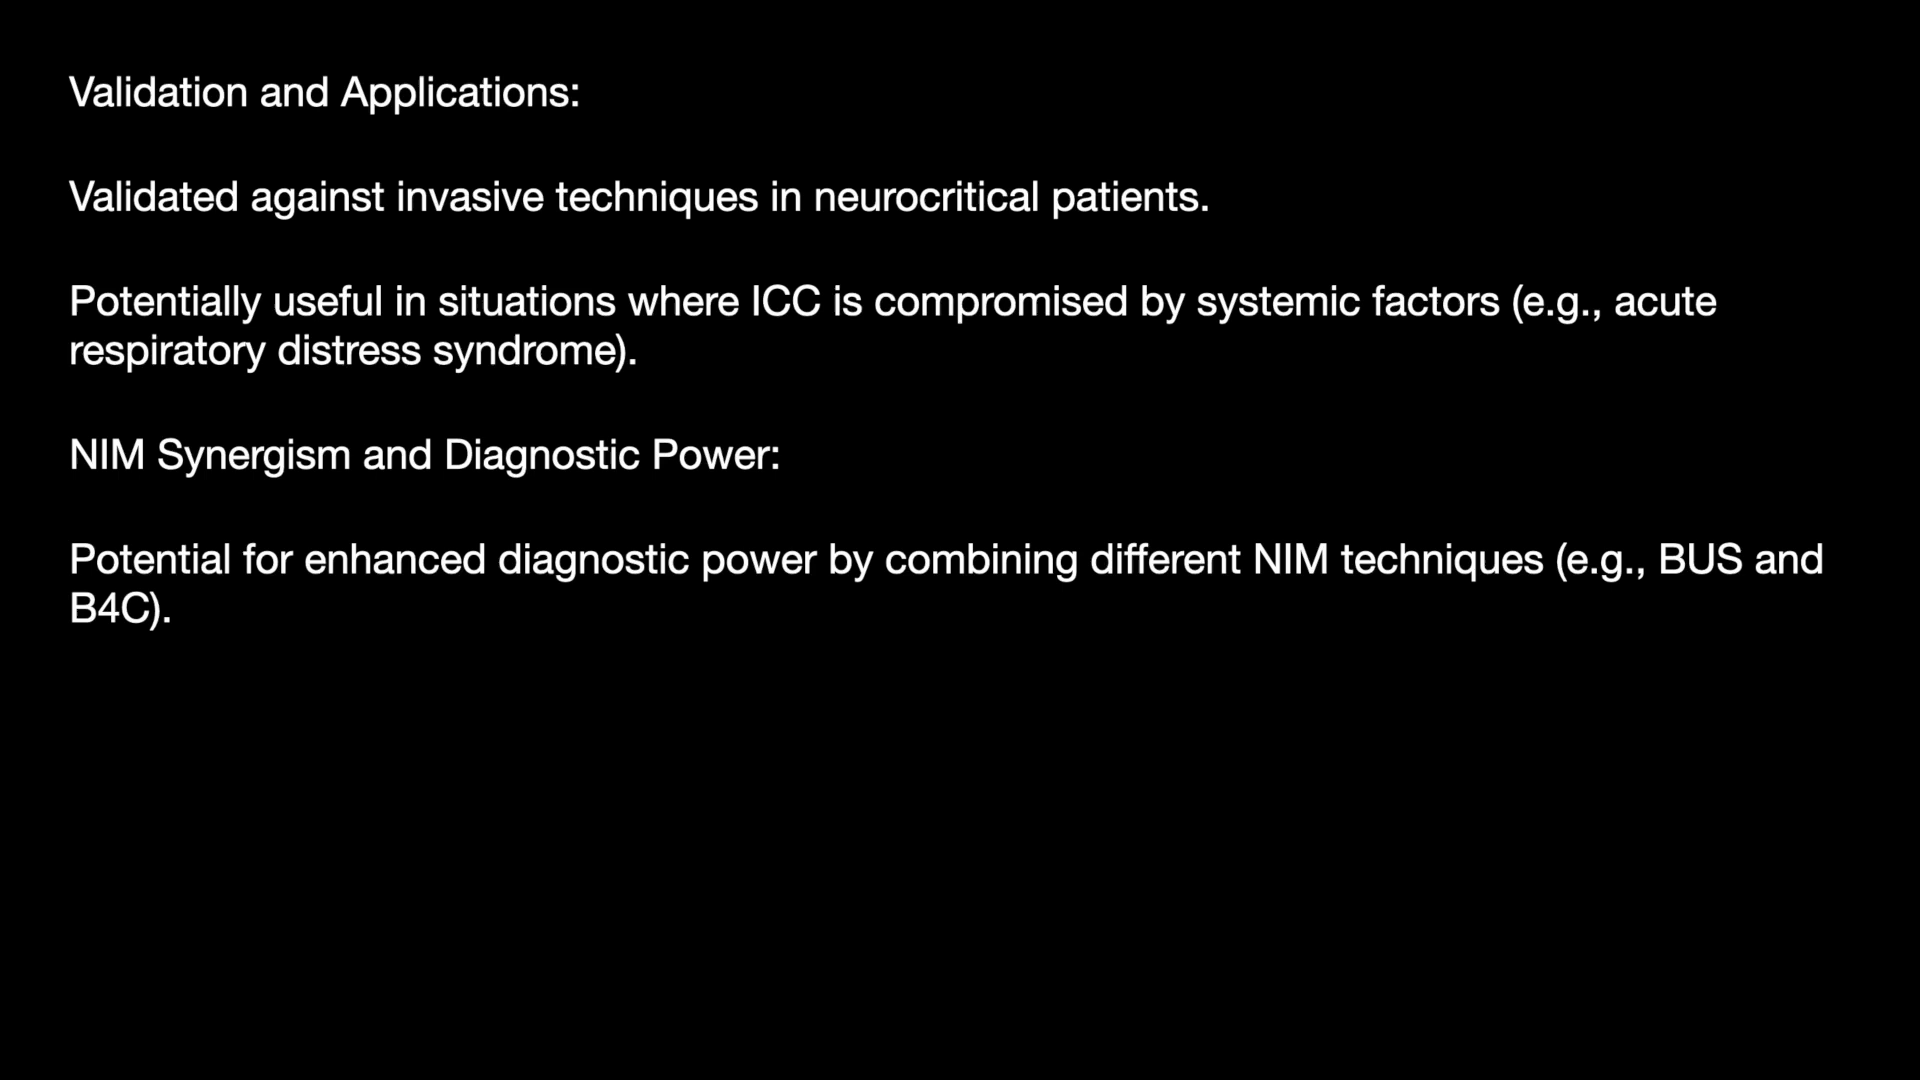 Validation and Applications:
Validated against invasive techniques in neurocritical patients.
Potentially useful in situations where ICC is compromised by systemic factors (e.g., acute
respiratory distress syndrome).
NIM Synergism and Diagnostic Power:
Potential for enhanced diagnostic power by combining different NIM techniques (e.g., BUS and
B4C).